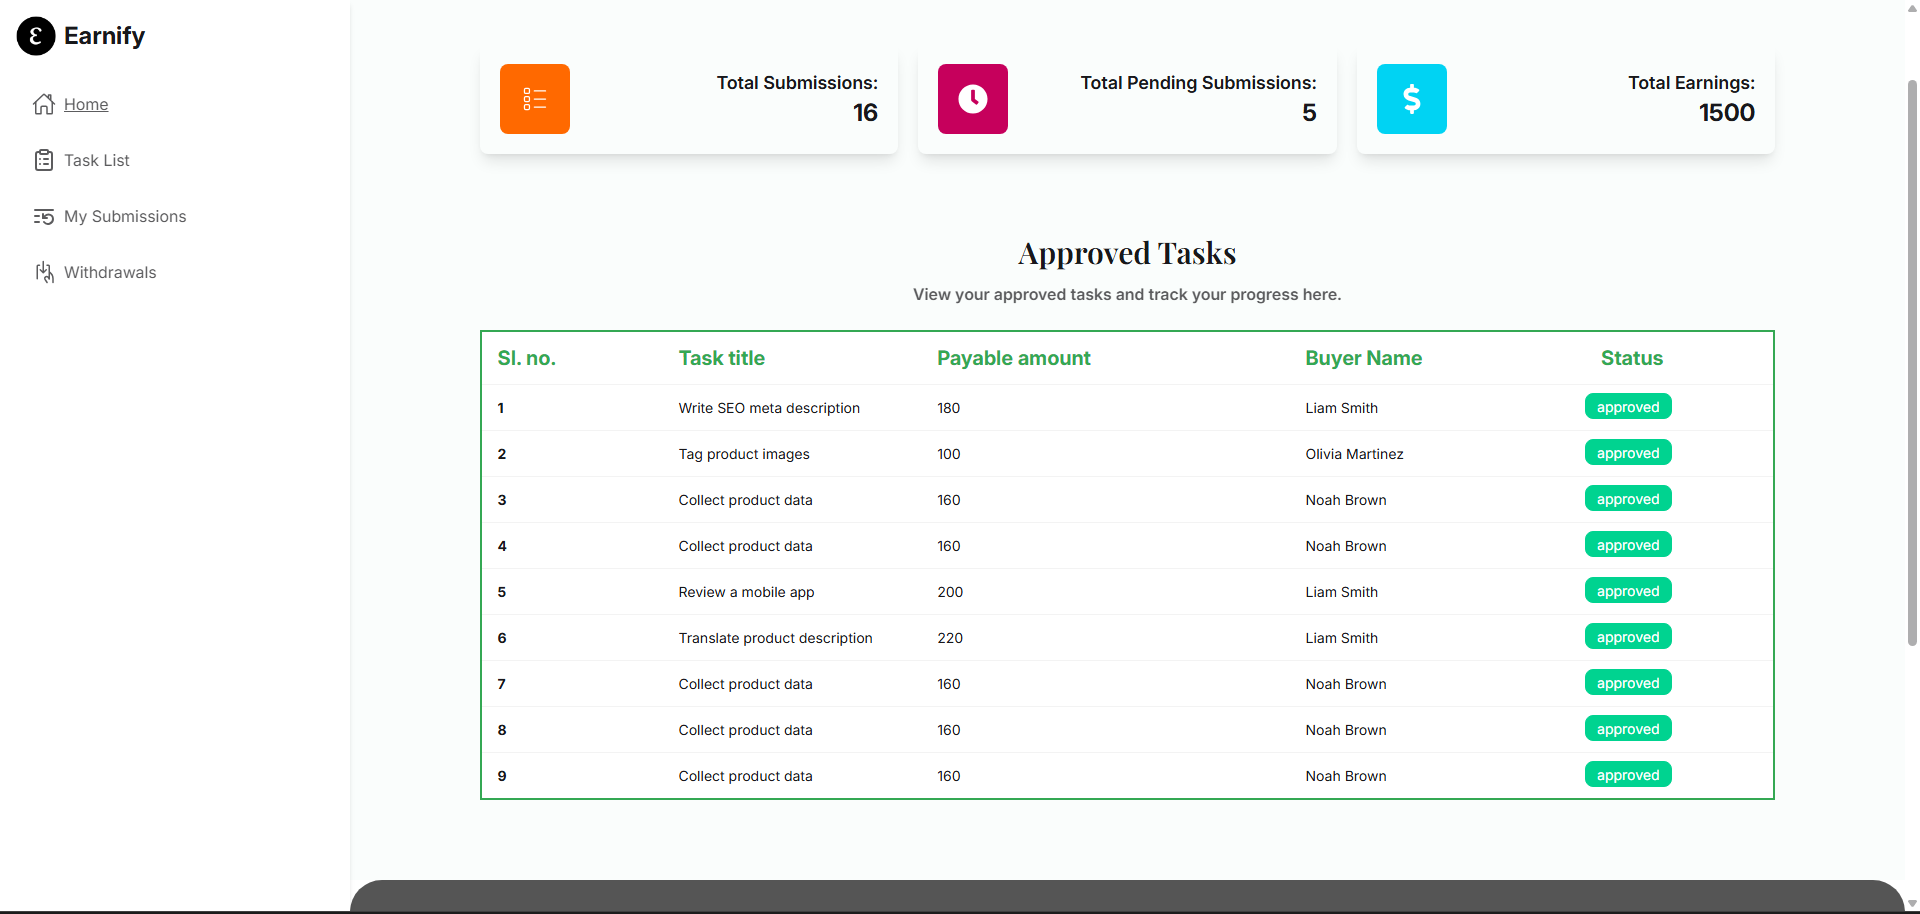 Earnify
Home
Task List
My Submissions
Withdrawals
Total Submissions:
16
Total Pending Submissions:
5
Total Earnings:
1500
Approved Tasks
View your approved tasks and track your progress here.
Sl. no. Task title Payable amount Buyer Name Status
1 Write SEO meta description 180 Liam Smith approved
2 Tag product images 100 Olivia Martinez approved
3 Collect product data 160 Noah Brown approved
4 Collect product data 160 Noah Brown approved
5 Review a mobile app 200 Liam Smith approved
6 Translate product description 220 Liam Smith approved
7 Collect product data 160 Noah Brown approved
8 Collect product data 160 Noah Brown approved
9 Collect product data 160 Noah Brown approved